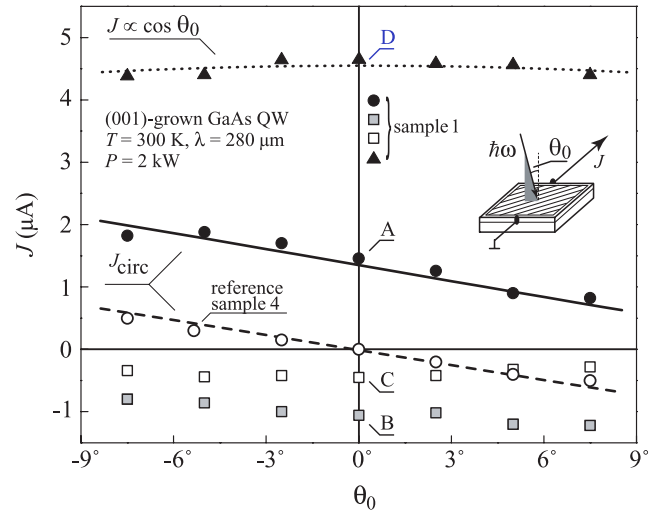 J ∝ cos θ₀
D
(001)-grown GaAs QW
T = 300 K, λ = 280 μm
P = 2 kW
sample 1
ħω
θ₀
J
A
J_circ
reference
sample 4
C
B
5
4
3
2
1
0
-1
J (μA)
-9° -6° -3° 0° 3° 6° 9°
θ₀